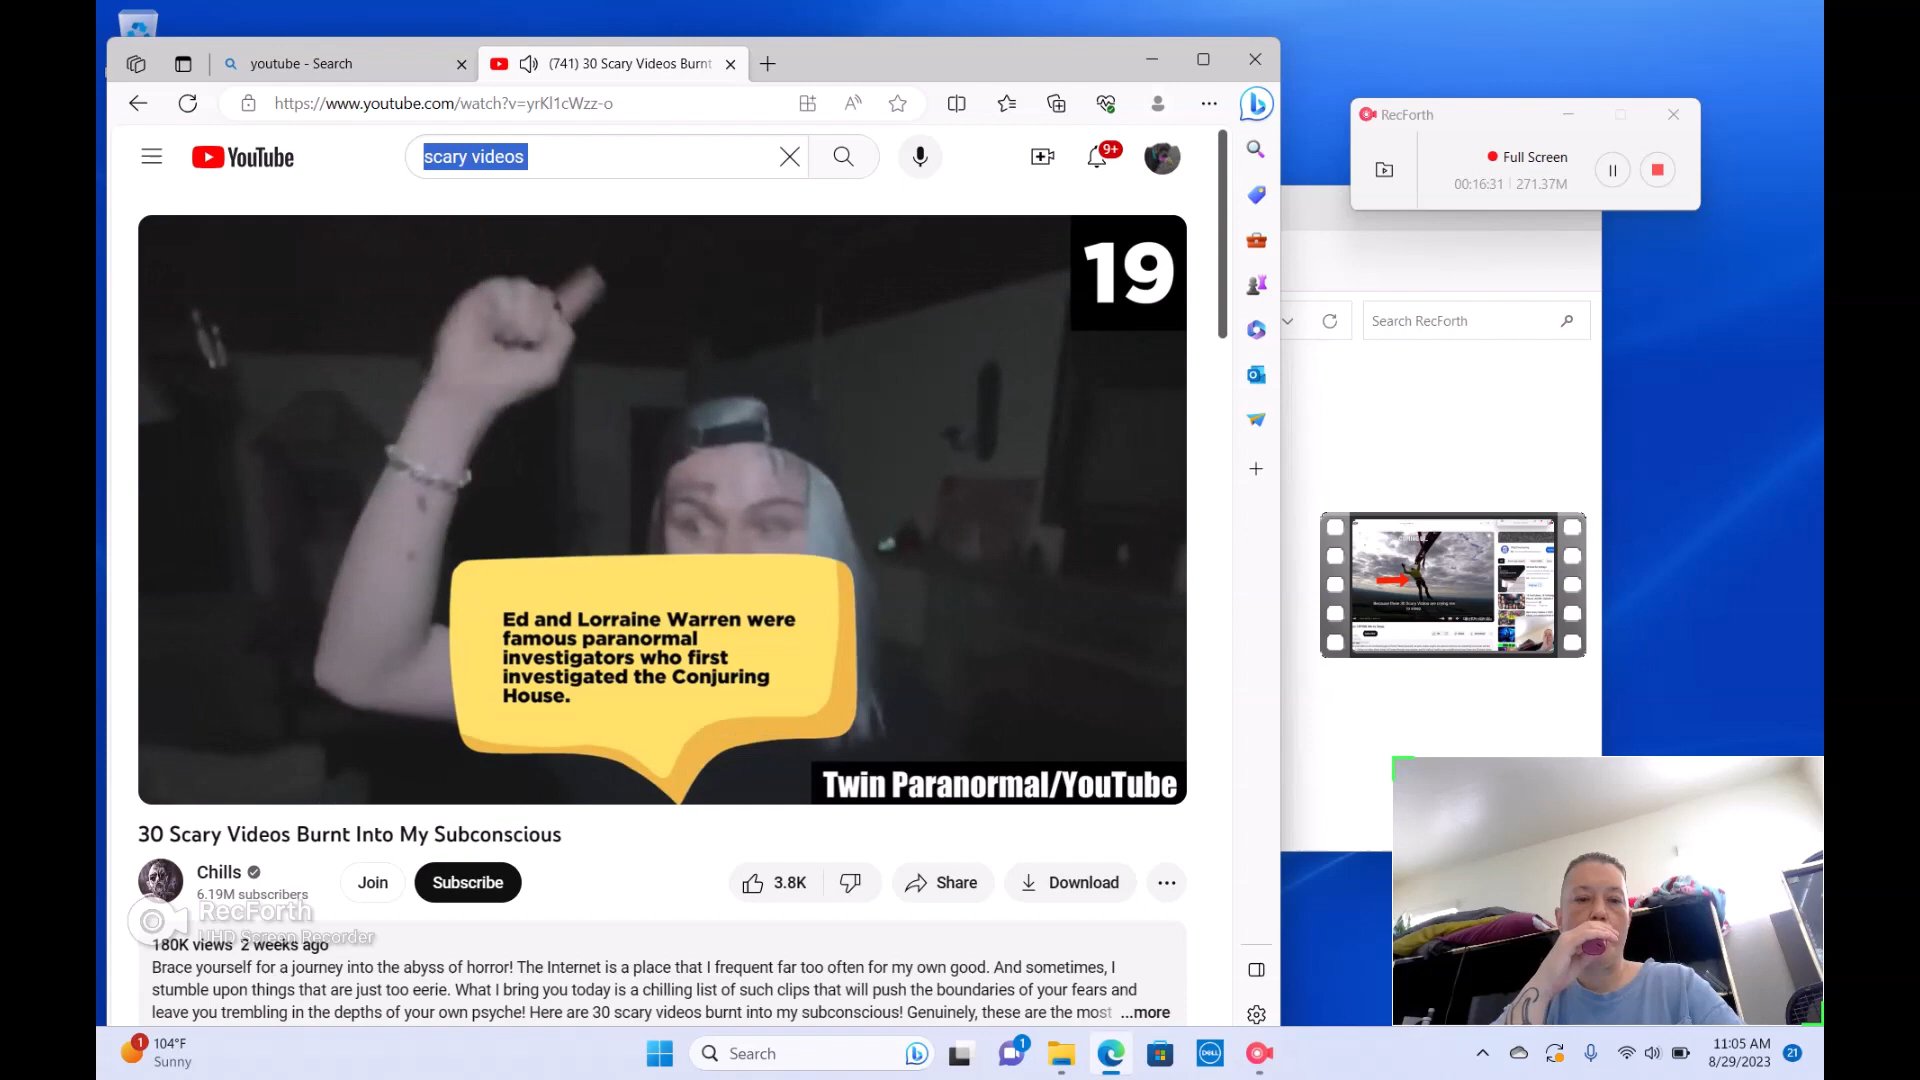 youtube - Search
(741) 30 Scary Videos Burnt
https://www.youtube.com/watch?v=yrKl1cWzz-o
YouTube
scary videos
9+
RecForth
Full Screen
00:16:31 271.37M
Search RecForth
19
Ed and Lorraine Warren were
famous paranormal
investigators who first
investigated the Conjuring
House.
Twin Paranormal/YouTube
30 Scary Videos Burnt Into My Subconscious
Chills
6.19M subscribers
Join
Subscribe
3.8K
Share
Download
RecForth
UHD Screen Recorder
180K views 2 weeks ago
Brace yourself for a journey into the abyss of horror! The Internet is a place that I frequent far too often for my own good. And sometimes, I
stumble upon things that are just too eerie. What I bring you today is a chilling list of such clips that will push the boundaries of your fears and
leave you trembling in the depths of your own psyche! Here are 30 scary videos burnt into my subconscious! Genuinely, these are the most ...more
1
104°F
Sunny
Search
1
DELL
11:05 AM
8/29/2023
21